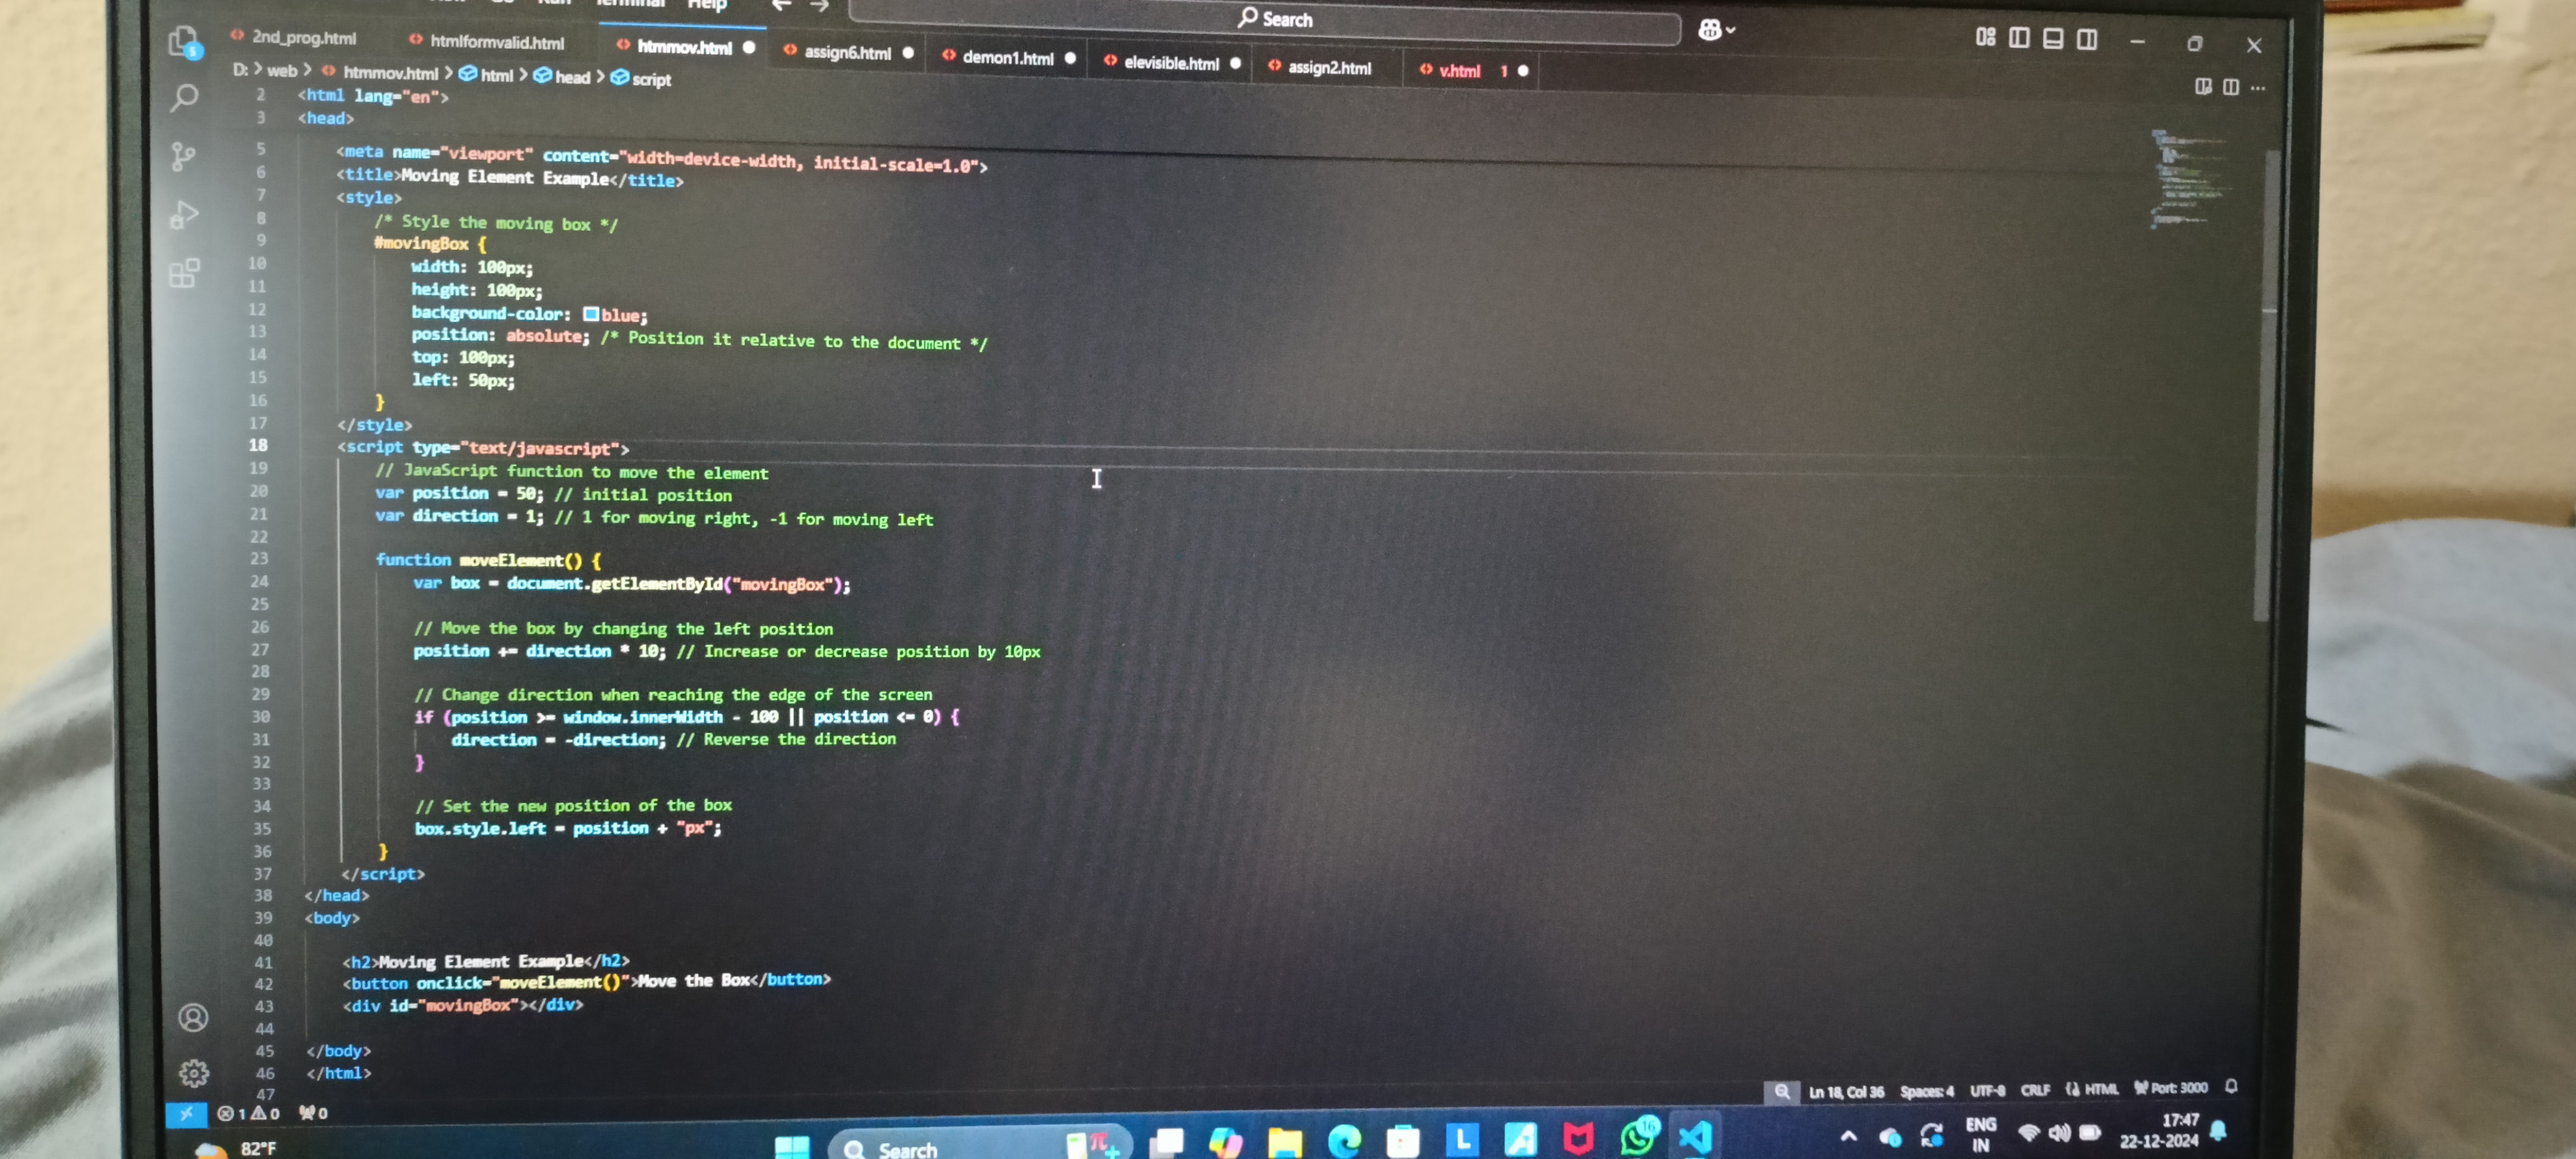 Go Run Terminal Help
Search
2nd_prog.html htmlformvalid.html htmmov.html assign6.html demon1.html elevisible.html assign2.html v.html 1
D: > web > htmmov.html > html > head > script
5
2 <html lang="en">
3 <head>
5 <meta name="viewport" content="width=device-width, initial-scale=1.0">
6 <title>Moving Element Example</title>
7 <style>
8 /* Style the moving box */
9 #movingBox {
10 width: 100px;
11 height: 100px;
12 background-color: blue;
13 position: absolute; /* Position it relative to the document */
14 top: 100px;
15 left: 50px;
16 }
17 </style>
18 <script type="text/javascript">
19 // JavaScript function to move the element
20 var position = 50; // initial position
21 var direction = 1; // 1 for moving right, -1 for moving left
22
23 function moveElement() {
24 var box = document.getElementById("movingBox");
25
26 // Move the box by changing the left position
27 position += direction * 10; // Increase or decrease position by 10px
28
29 // Change direction when reaching the edge of the screen
30 if (position >= window.innerWidth - 100 || position <= 0) {
31 direction = -direction; // Reverse the direction
32 }
33
34 // Set the new position of the box
35 box.style.left = position + "px";
36 }
37 </script>
38 </head>
39 <body>
40
41 <h2>Moving Element Example</h2>
42 <button onclick="moveElement()">Move the Box</button>
43 <div id="movingBox"></div>
44
45 </body>
46 </html>
47
1 0 0
Ln 18, Col 36 Spaces: 4 UTF-8 CRLF HTML Port: 3000
82°F
Search
L
16
ENG
IN
17:47
22-12-2024